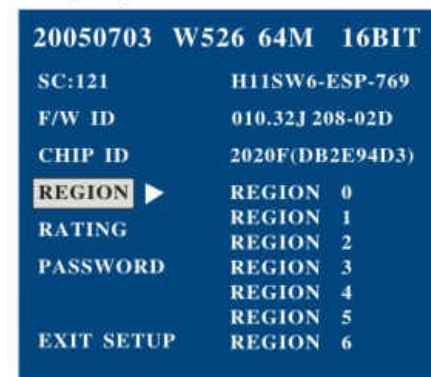 20050703 W526 64M 16BIT
SC:121 H11SW6-ESP-769
F/W ID 010.32J 208-02D
CHIP ID 2020F(DB2E94D3)
REGION REGION 0
REGION 1
RATING REGION 2
PASSWORD REGION 3
REGION 4
REGION 5
EXIT SETUP REGION 6